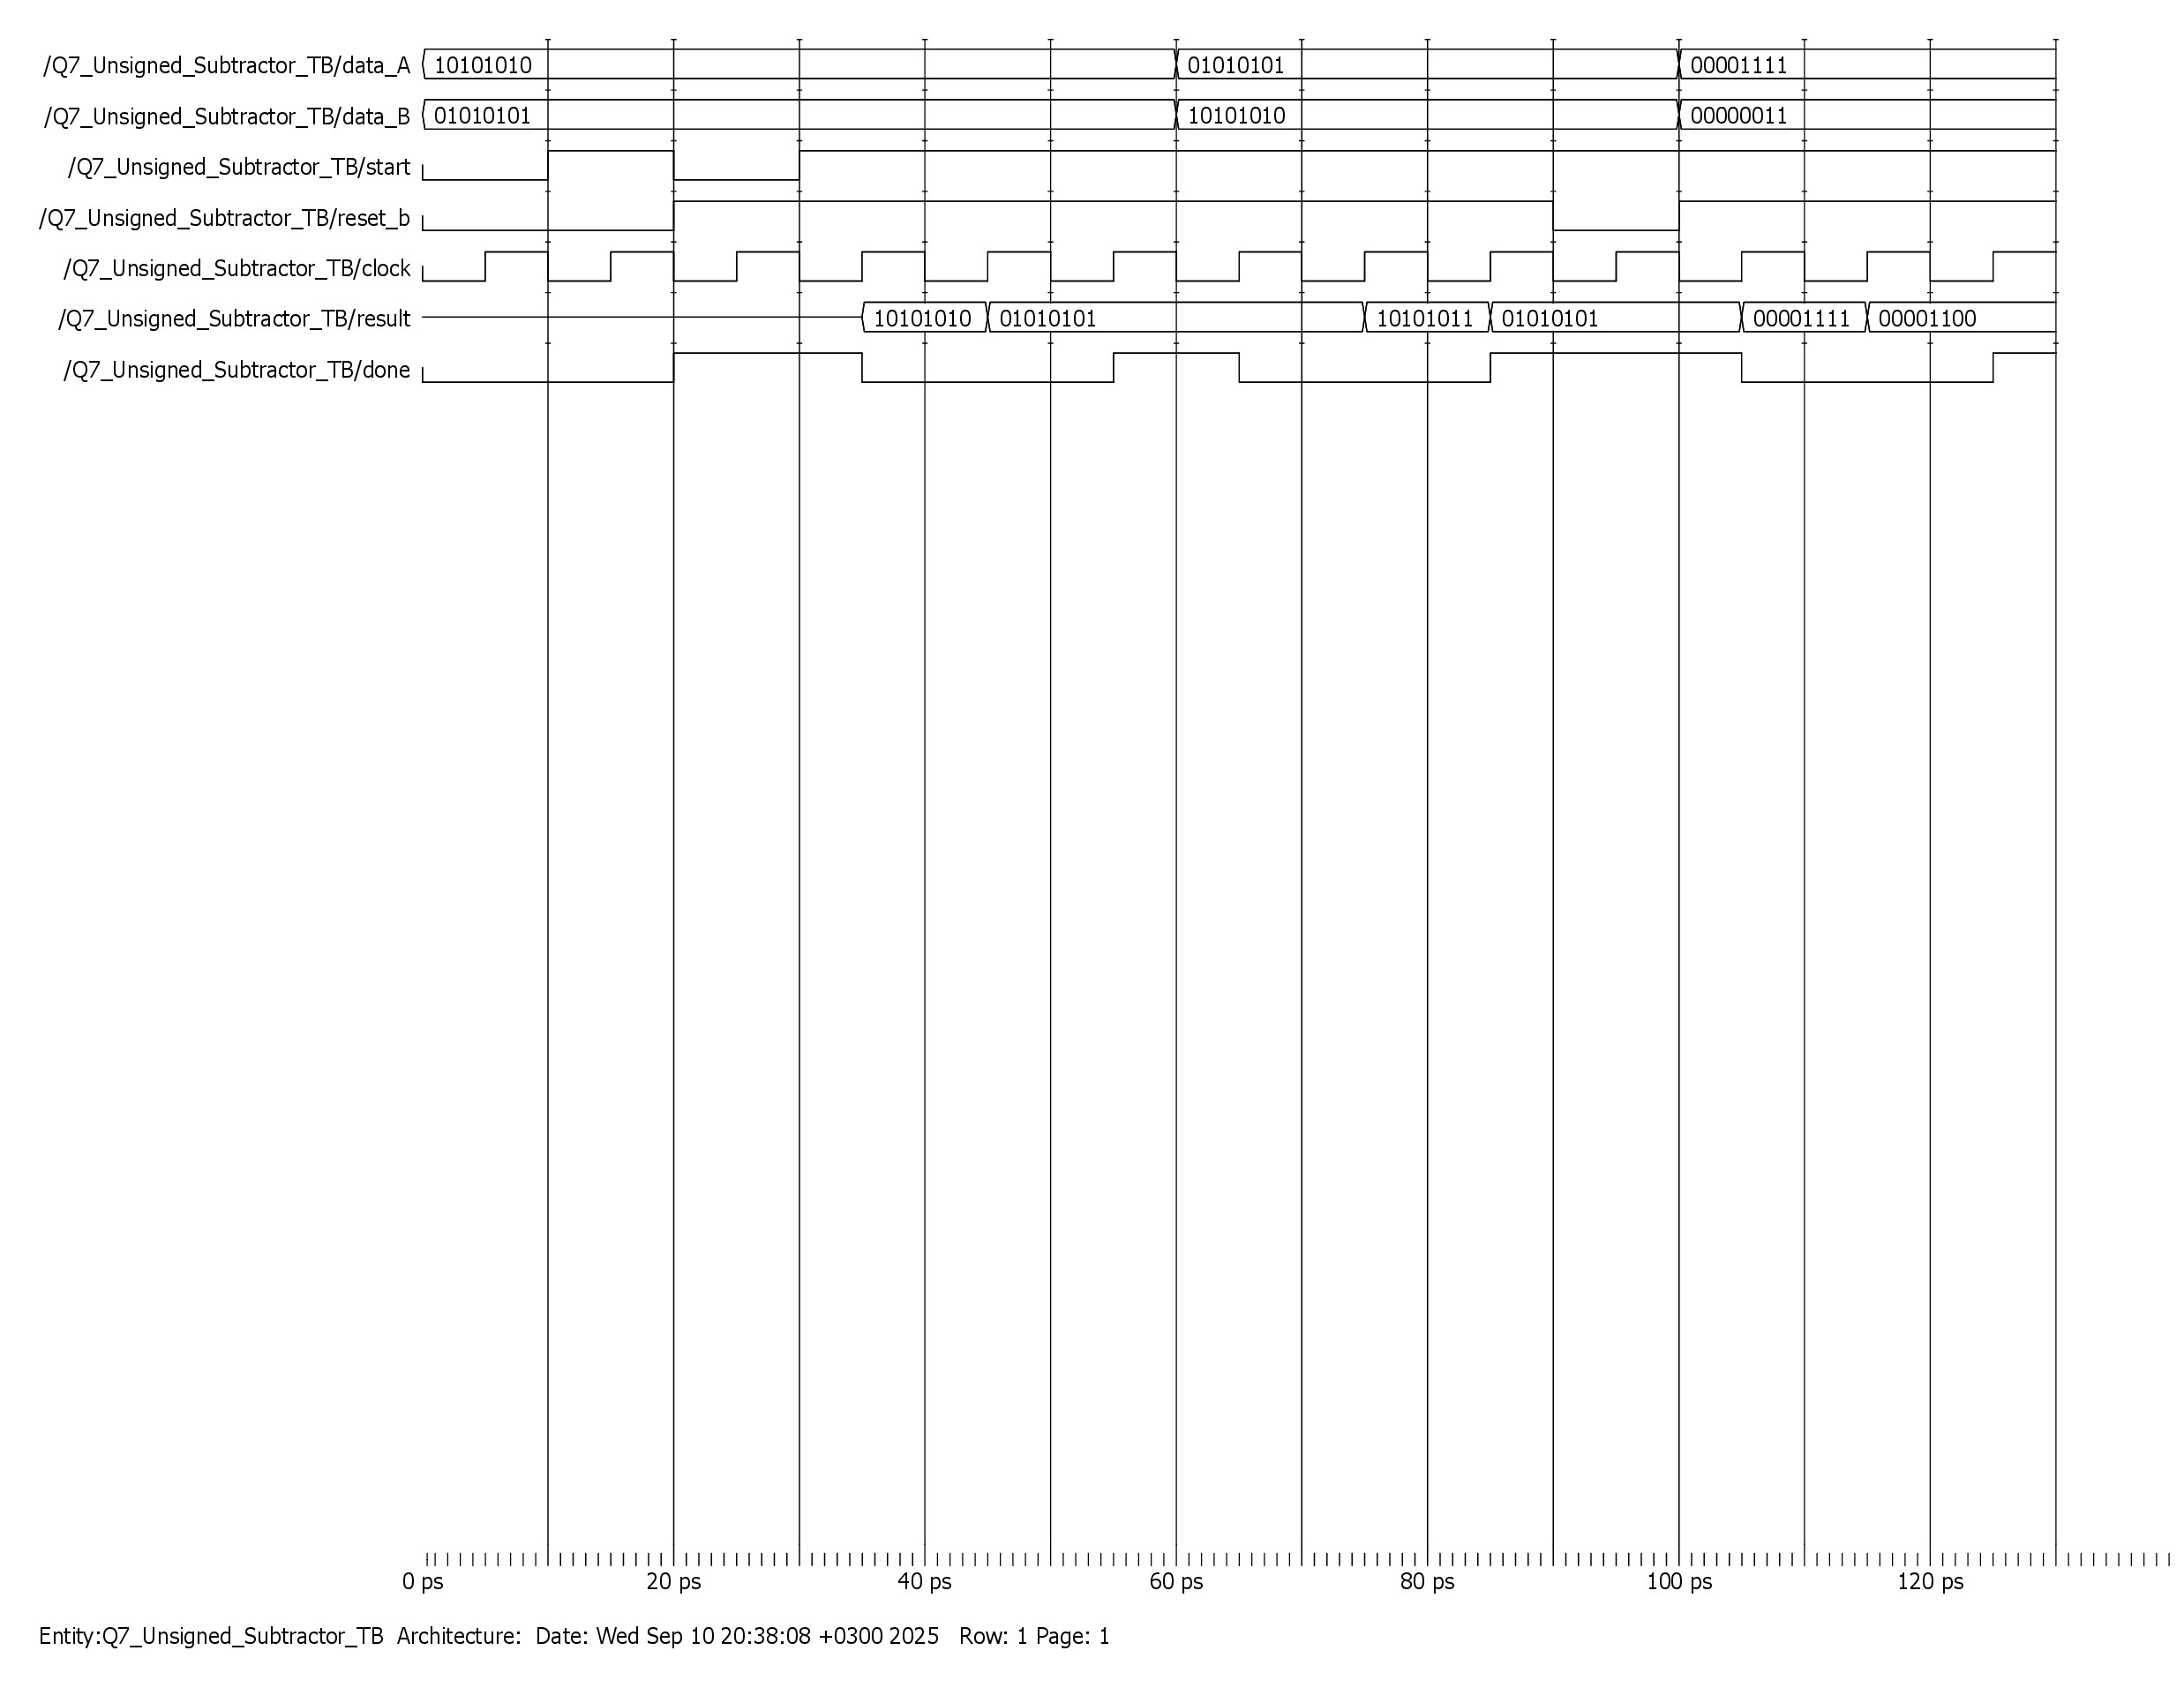 /Q7_Unsigned_Subtractor_TB/data_A 10101010 01010101 00001111
/Q7_Unsigned_Subtractor_TB/data_B 01010101 10101010 00000011
/Q7_Unsigned_Subtractor_TB/start
/Q7_Unsigned_Subtractor_TB/reset_b
/Q7_Unsigned_Subtractor_TB/clock
/Q7_Unsigned_Subtractor_TB/result 10101010 01010101 10101011 01010101 00001111 00001100
/Q7_Unsigned_Subtractor_TB/done
0 ps 20 ps 40 ps 60 ps 80 ps 100 ps 120 ps
Entity:Q7_Unsigned_Subtractor_TB Architecture: Date: Wed Sep 10 20:38:08 +0300 2025 Row: 1 Page: 1